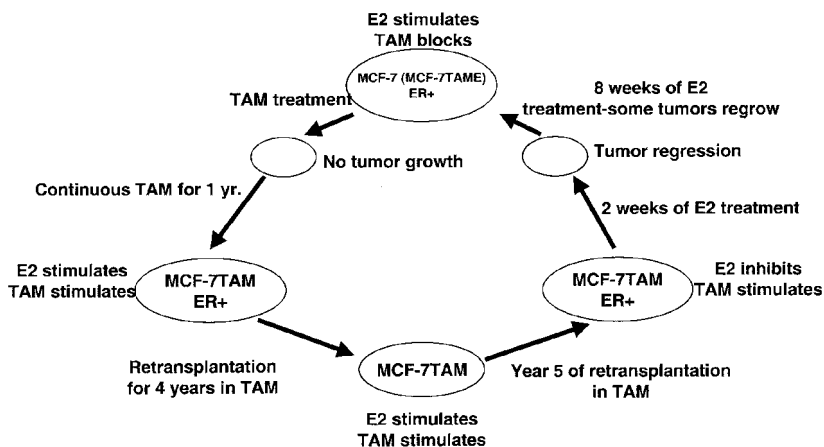 E2 stimulates
TAM blocks
MCF-7 (MCF-7TAME)
ER+
TAM treatment
8 weeks of E2
treatment-some tumors regrow
No tumor growth
Tumor regression
Continuous TAM for 1 yr.
2 weeks of E2 treatment
E2 stimulates
TAM stimulates
MCF-7TAM
ER+
MCF-7TAM
ER+
E2 inhibits
TAM stimulates
Retransplantation
for 4 years in TAM
MCF-7TAM
Year 5 of retransplantation
in TAM
E2 stimulates
TAM stimulates